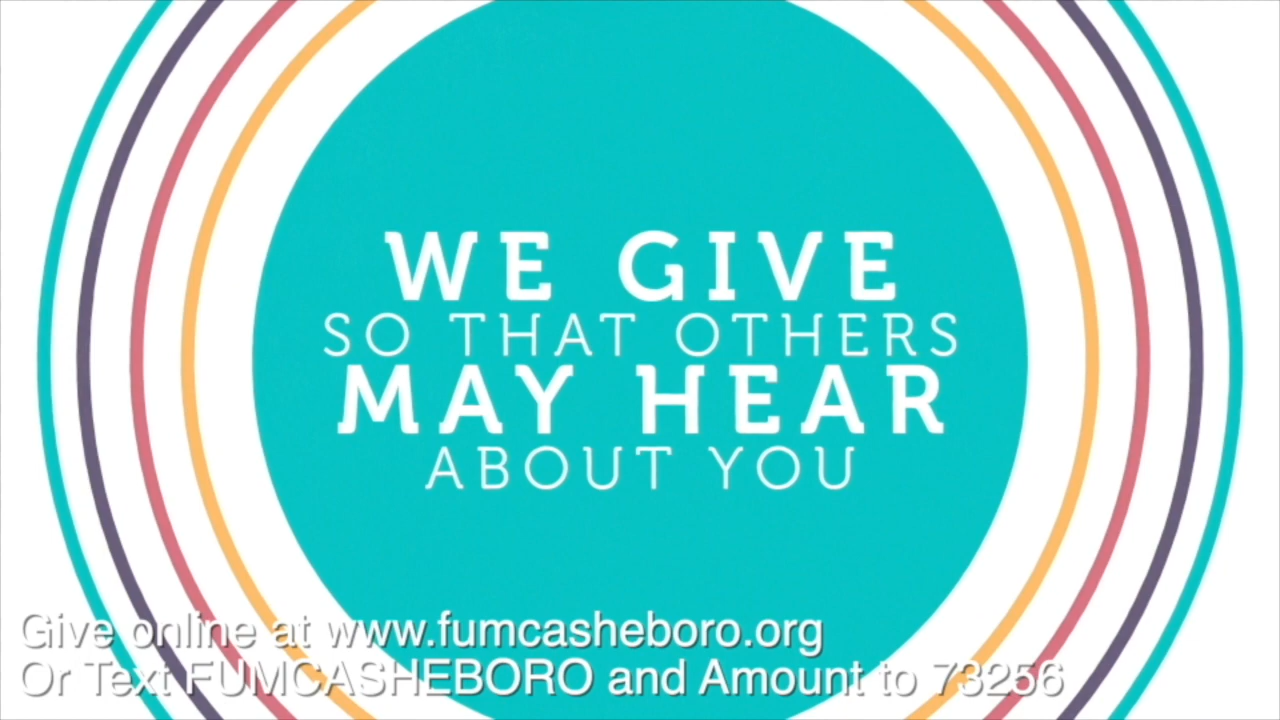 WE GIVE
SO THAT OTHERS
MAY HEAR
ABOUT YOU
Give online at www.fumcasheboro.org
Or Text FUMCASHEBORO and Amount to 73256